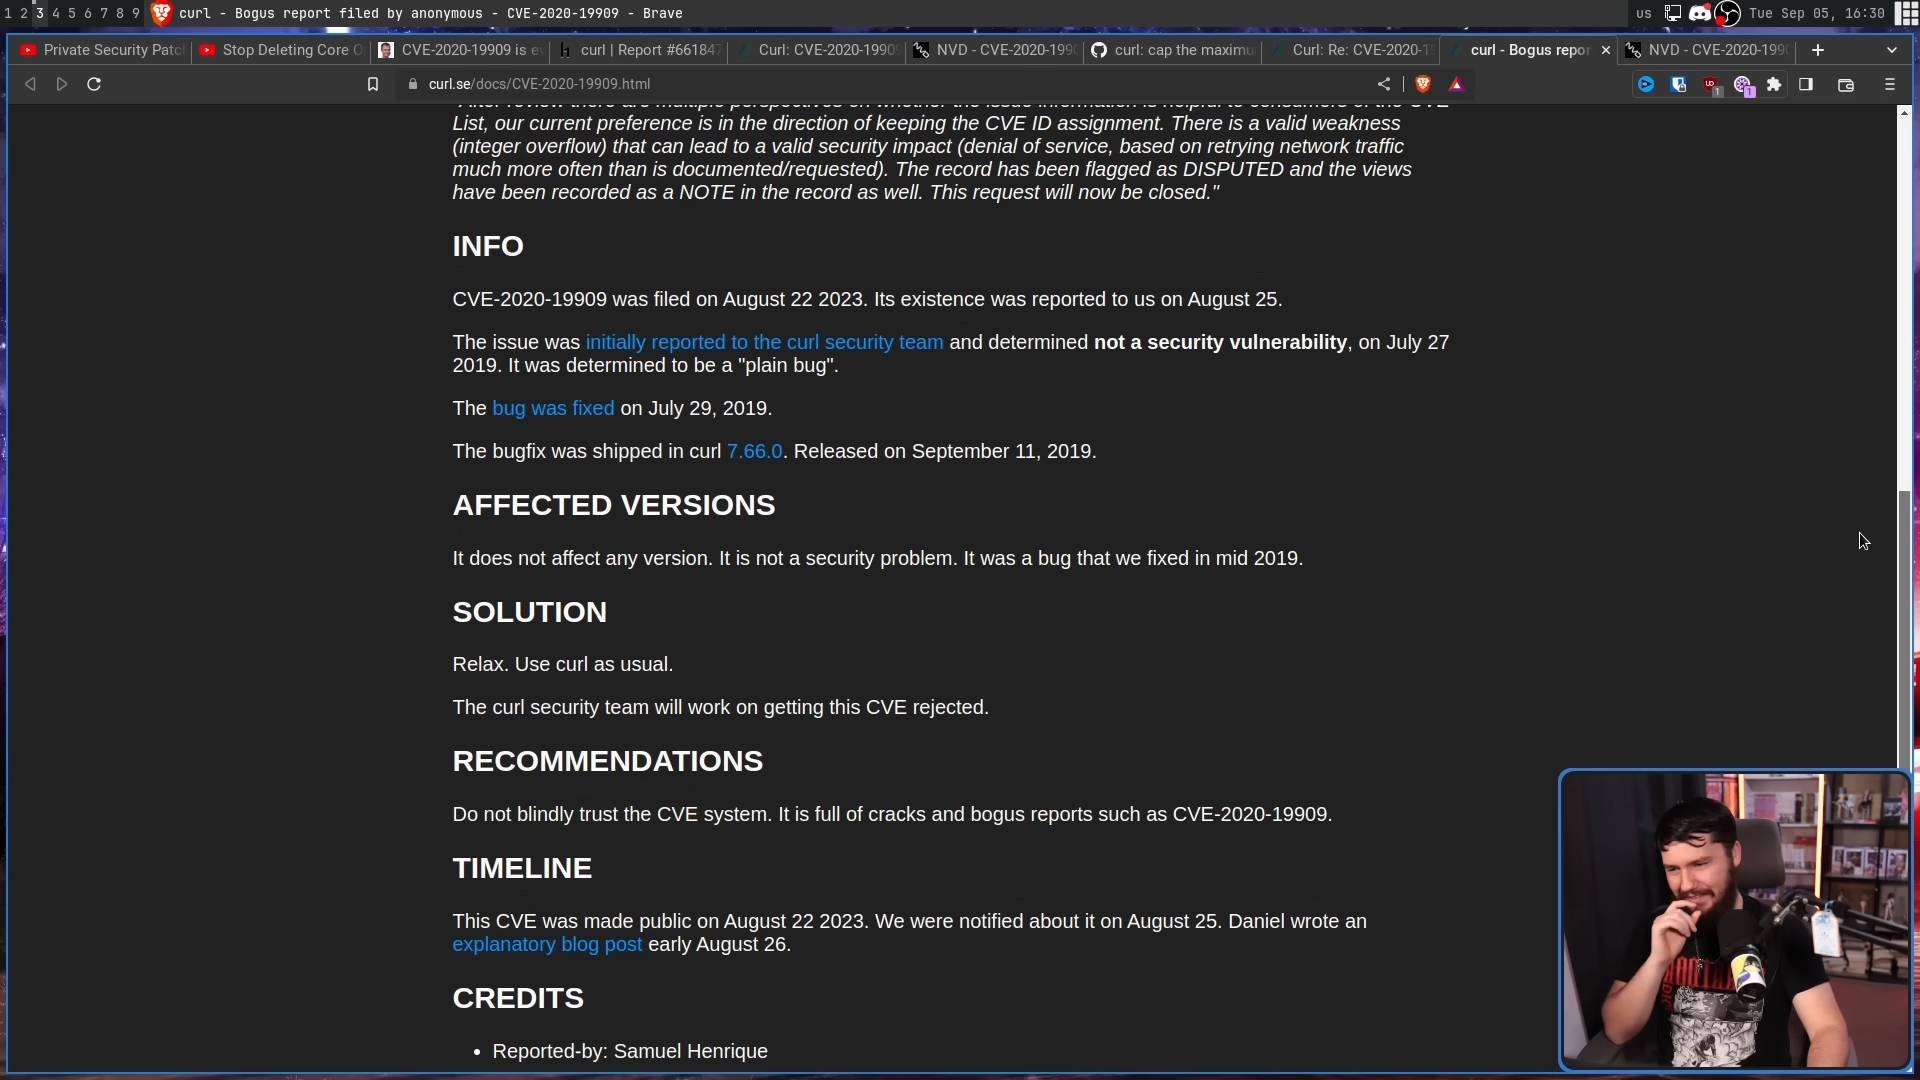 1 2 3 4 5 6 7 8 9 curl - Bogus report filed by anonymous - CVE-2020-19909 - Brave us Tue Sep 05, 16:30
Private Security Patc Stop Deleting Core O CVE-2020-19909 is ev curl | Report #661847 Curl: CVE-2020-1990 NVD - CVE-2020-199 curl: cap the maximu Curl: Re: CVE-2020-1 curl - Bogus repor NVD - CVE-2020-199
curl.se/docs/CVE-2020-19909.html
"After review there are multiple perspectives on whether the issue information is helpful to consumers of the CVE
List, our current preference is in the direction of keeping the CVE ID assignment. There is a valid weakness
(integer overflow) that can lead to a valid security impact (denial of service, based on retrying network traffic
much more often than is documented/requested). The record has been flagged as DISPUTED and the views
have been recorded as a NOTE in the record as well. This request will now be closed."
INFO
CVE-2020-19909 was filed on August 22 2023. Its existence was reported to us on August 25.
The issue was initially reported to the curl security team and determined not a security vulnerability, on July 27
2019. It was determined to be a "plain bug".
The bug was fixed on July 29, 2019.
The bugfix was shipped in curl 7.66.0. Released on September 11, 2019.
AFFECTED VERSIONS
It does not affect any version. It is not a security problem. It was a bug that we fixed in mid 2019.
SOLUTION
Relax. Use curl as usual.
The curl security team will work on getting this CVE rejected.
RECOMMENDATIONS
Do not blindly trust the CVE system. It is full of cracks and bogus reports such as CVE-2020-19909.
TIMELINE
This CVE was made public on August 22 2023. We were notified about it on August 25. Daniel wrote an
explanatory blog post early August 26.
CREDITS
• Reported-by: Samuel Henrique